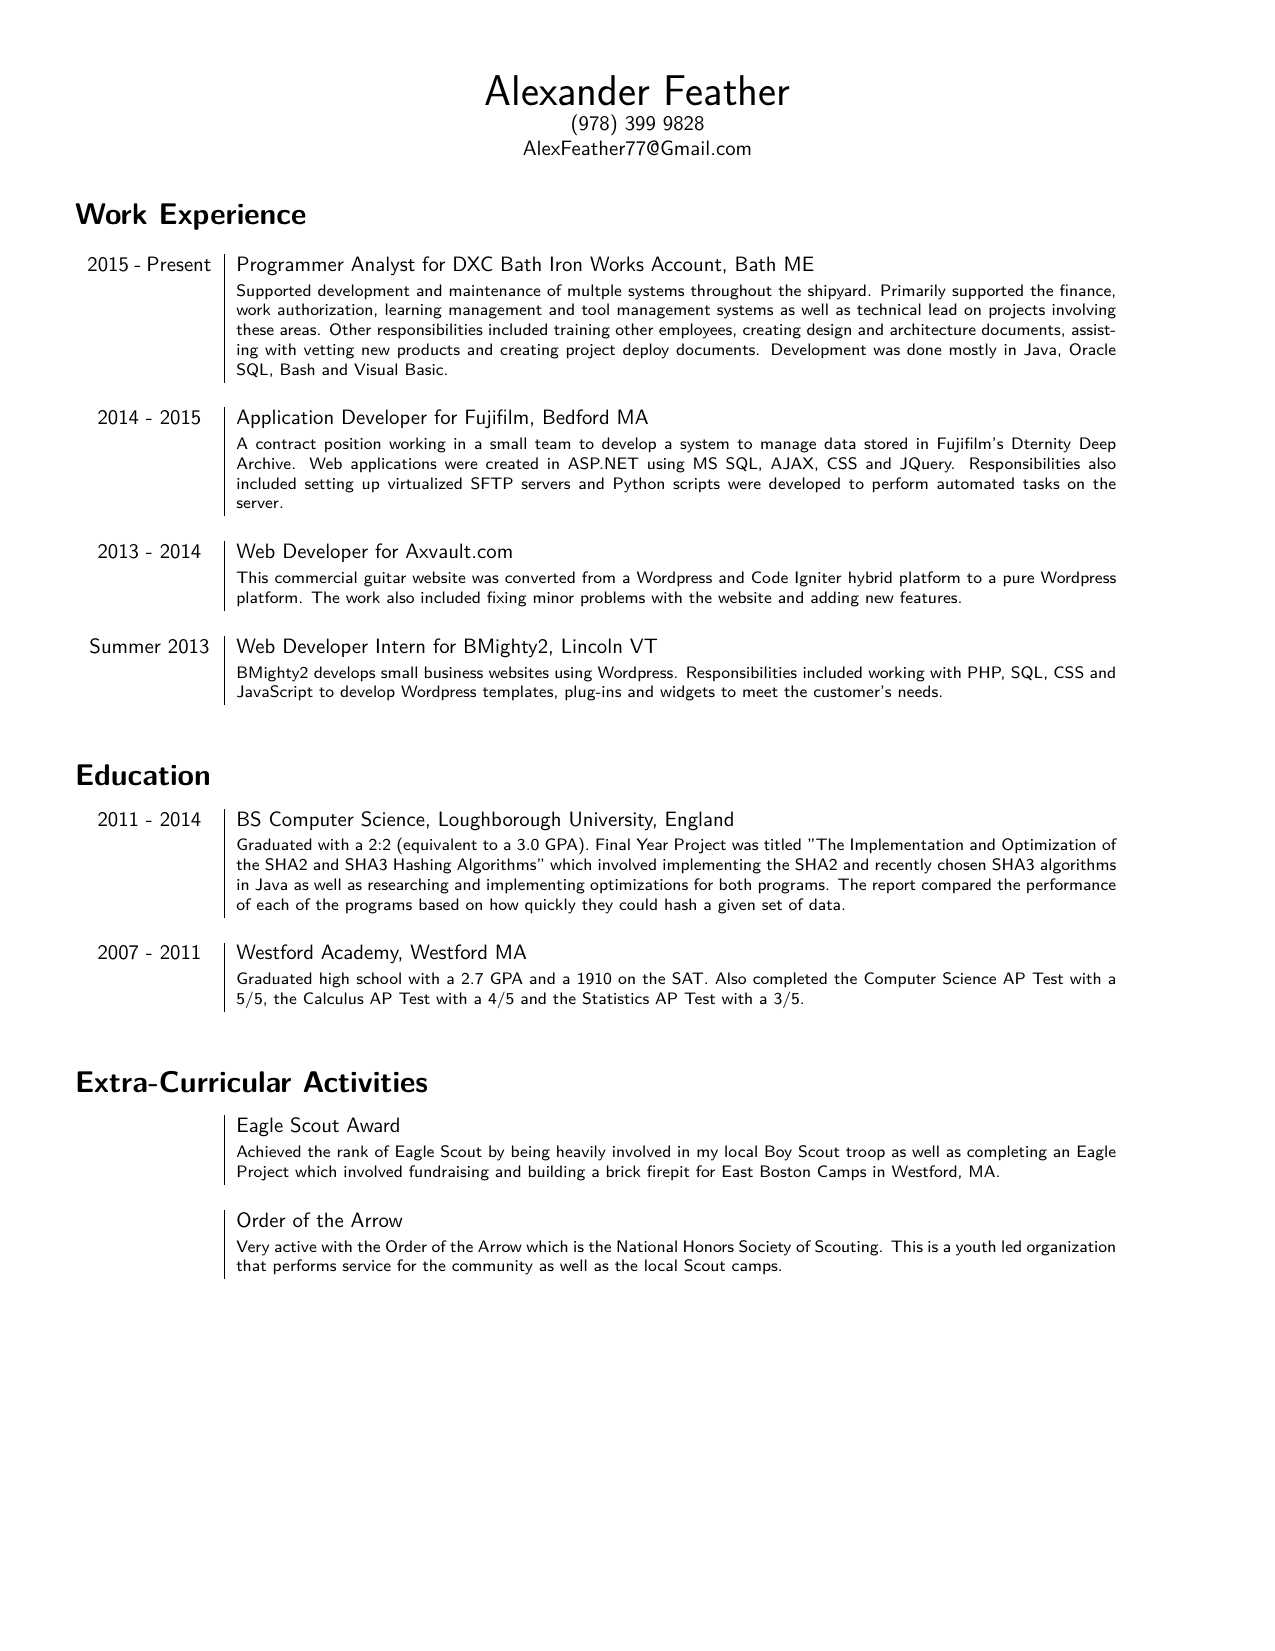 Alexander Feather
(978) 399 9828
AlexFeather77@Gmail.com
Work Experience
2015 - Present
Programmer Analyst for DXC Bath Iron Works Account, Bath ME
Supported development and maintenance of multple systems throughout the shipyard. Primarily supported the finance,
work authorization, learning management and tool management systems as well as technical lead on projects involving
these areas. Other responsibilities included training other employees, creating design and architecture documents, assist-
ing with vetting new products and creating project deploy documents. Development was done mostly in Java, Oracle
SQL, Bash and Visual Basic.
2014 - 2015
Application Developer for Fujifilm, Bedford MA
A contract position working in a small team to develop a system to manage data stored in Fujifilm's Dternity Deep
Archive. Web applications were created in ASP.NET using MS SQL, AJAX, CSS and JQuery. Responsibilities also
included setting up virtualized SFTP servers and Python scripts were developed to perform automated tasks on the
server.
2013 - 2014
Web Developer for Axvault.com
This commercial guitar website was converted from a Wordpress and Code Igniter hybrid platform to a pure Wordpress
platform. The work also included fixing minor problems with the website and adding new features.
Summer 2013
Web Developer Intern for BMighty2, Lincoln VT
BMighty2 develops small business websites using Wordpress. Responsibilities included working with PHP, SQL, CSS and
JavaScript to develop Wordpress templates, plug-ins and widgets to meet the customer's needs.
Education
2011 - 2014
BS Computer Science, Loughborough University, England
Graduated with a 2:2 (equivalent to a 3.0 GPA). Final Year Project was titled "The Implementation and Optimization of
the SHA2 and SHA3 Hashing Algorithms" which involved implementing the SHA2 and recently chosen SHA3 algorithms
in Java as well as researching and implementing optimizations for both programs. The report compared the performance
of each of the programs based on how quickly they could hash a given set of data.
2007 - 2011
Westford Academy, Westford MA
Graduated high school with a 2.7 GPA and a 1910 on the SAT. Also completed the Computer Science AP Test with a
5/5, the Calculus AP Test with a 4/5 and the Statistics AP Test with a 3/5.
Extra-Curricular Activities
Eagle Scout Award
Achieved the rank of Eagle Scout by being heavily involved in my local Boy Scout troop as well as completing an Eagle
Project which involved fundraising and building a brick firepit for East Boston Camps in Westford, MA.
Order of the Arrow
Very active with the Order of the Arrow which is the National Honors Society of Scouting. This is a youth led organization
that performs service for the community as well as the local Scout camps.